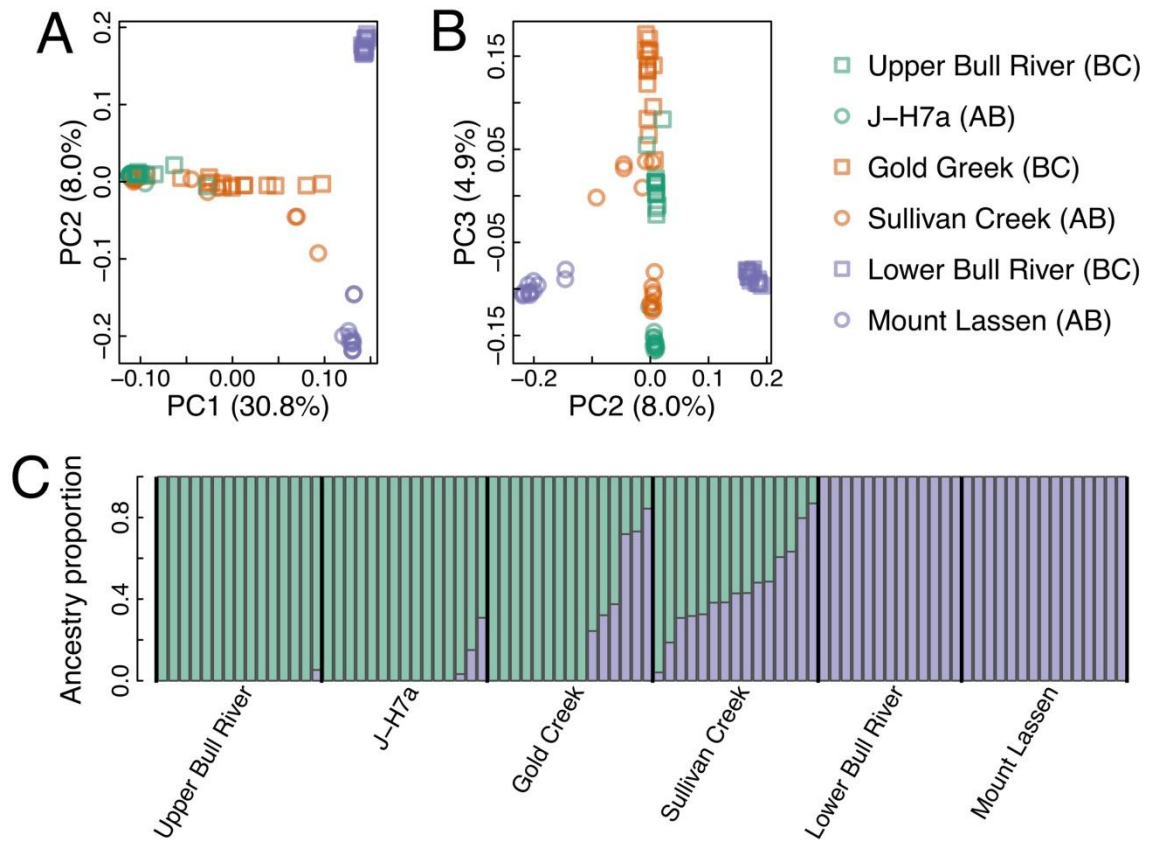 A
0.2
0.1
0.0
−0.1
−0.2
PC2 (8.0%)
−0.10 0.00 0.10
PC1 (30.8%)
B
0.15
0.05
−0.05
−0.15
PC3 (4.9%)
−0.2 0.0 0.1 0.2
PC2 (8.0%)
Upper Bull River (BC)
J−H7a (AB)
Gold Greek (BC)
Sullivan Creek (AB)
Lower Bull River (BC)
Mount Lassen (AB)
C
Ancestry proportion
0.8
0.4
0.0
Upper Bull River
J−H7a
Gold Creek
Sullivan Creek
Lower Bull River
Mount Lassen